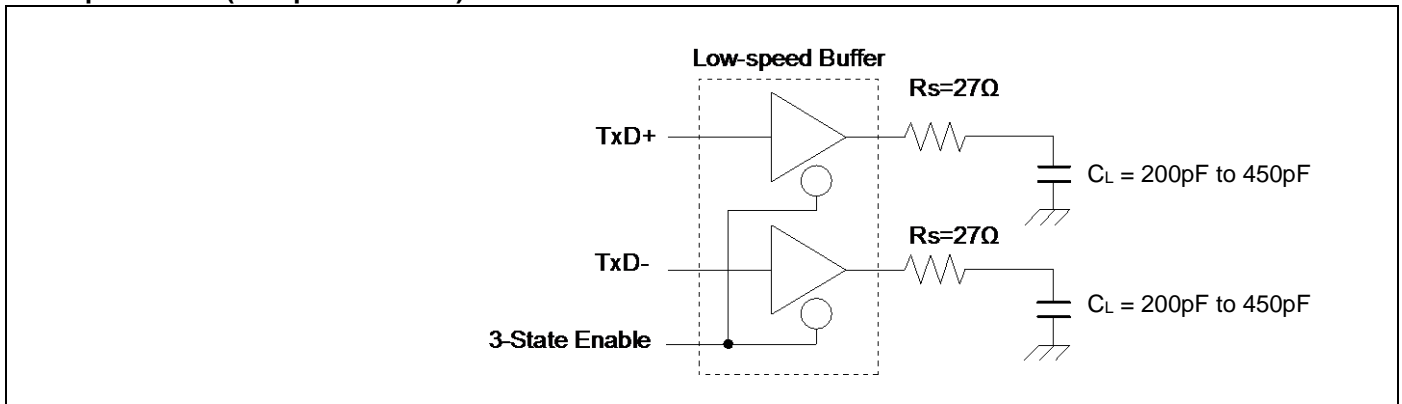 Low-speed Buffer
Rs=27Ω
TxD+
CL = 200pF to 450pF
Rs=27Ω
TxD-
CL = 200pF to 450pF
3-State Enable